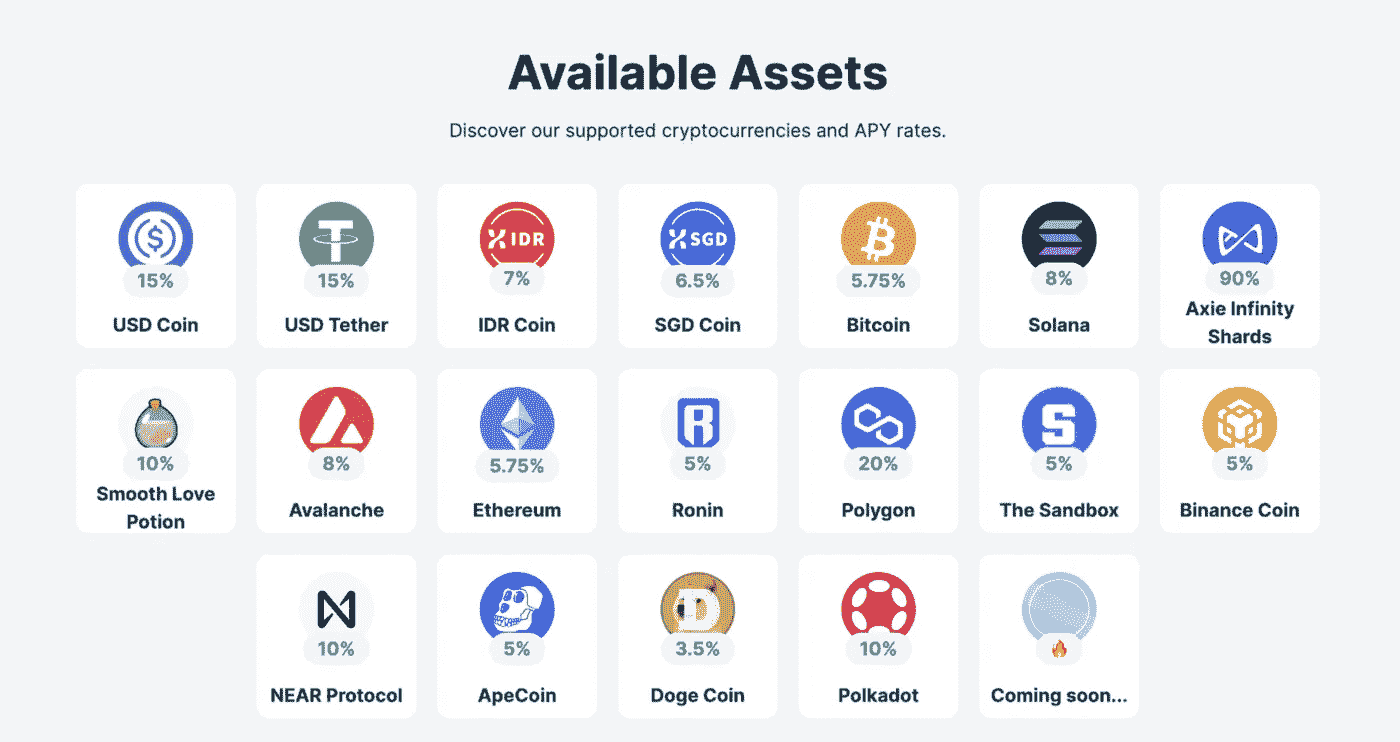 Available Assets
Discover our supported cryptocurrencies and APY rates.
$
T
XIDR
XSGD
15%
15%
7%
6.5%
5.75%
8%
90%
USD Coin
USD Tether
IDR Coin
SGD Coin
Bitcoin
Solana
Axie Infinity
Shards
R
S
10%
8%
5.75%
5%
20%
5%
5%
Smooth Love
Potion
Avalanche
Ethereum
Ronin
Polygon
The Sandbox
Binance Coin
10%
5%
3.5%
10%
NEAR Protocol
ApeCoin
Doge Coin
Polkadot
Coming soon...